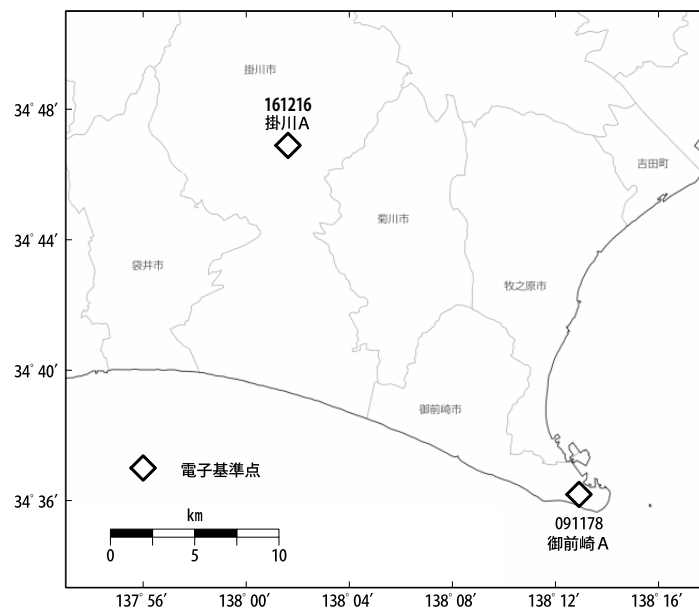 掛川市
34° 48′
161216
掛川A
吉田町
菊川市
34° 44′
袋井市
牧之原市
34° 40′
御前崎市
電子基準点
34° 36′
km
091178
0 5 10
御前崎A
137° 56′ 138° 00′ 138° 04′ 138° 08′ 138° 12′ 138° 16′